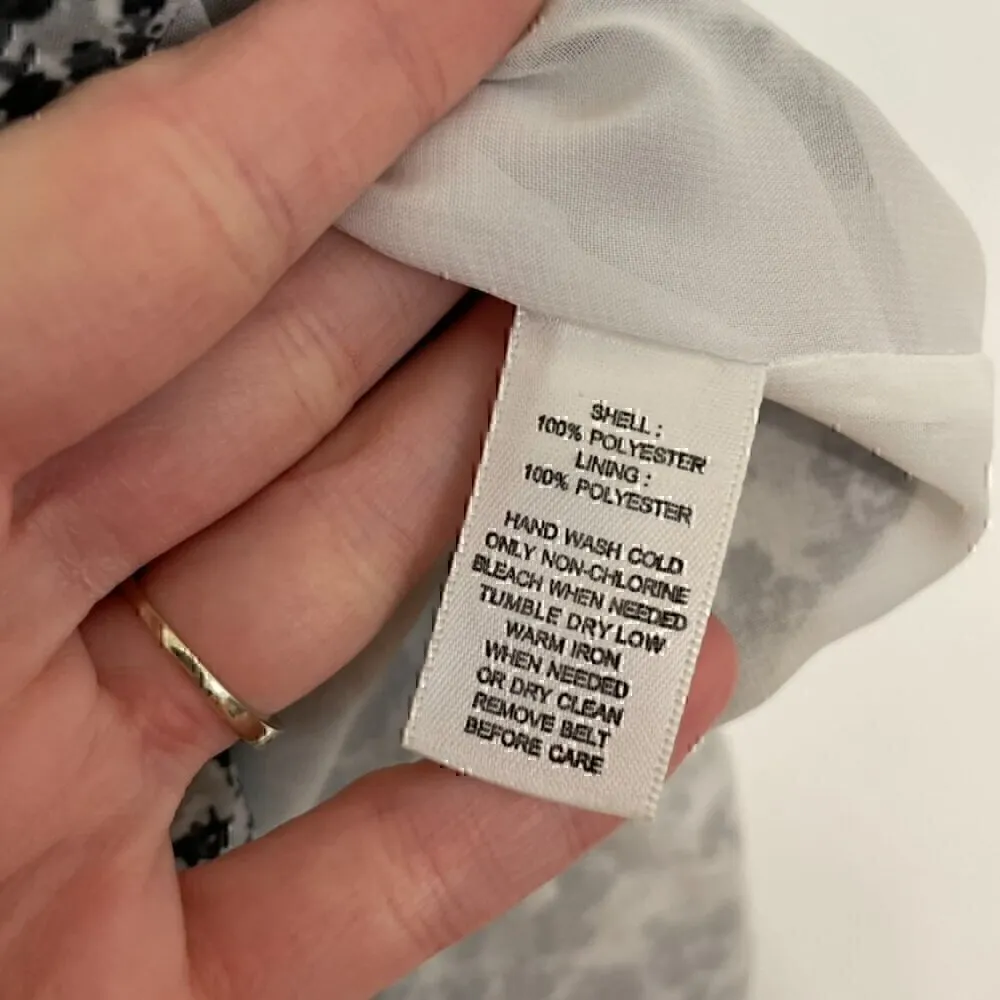 SHELL :
100% POLYESTER
LINING :
100% POLYESTER
HAND WASH COLD
ONLY NON-CHLORINE
BLEACH WHEN NEEDED
TUMBLE DRY LOW
WARM IRON
WHEN NEEDED
OR DRY CLEAN
REMOVE BELT
BEFORE CARE